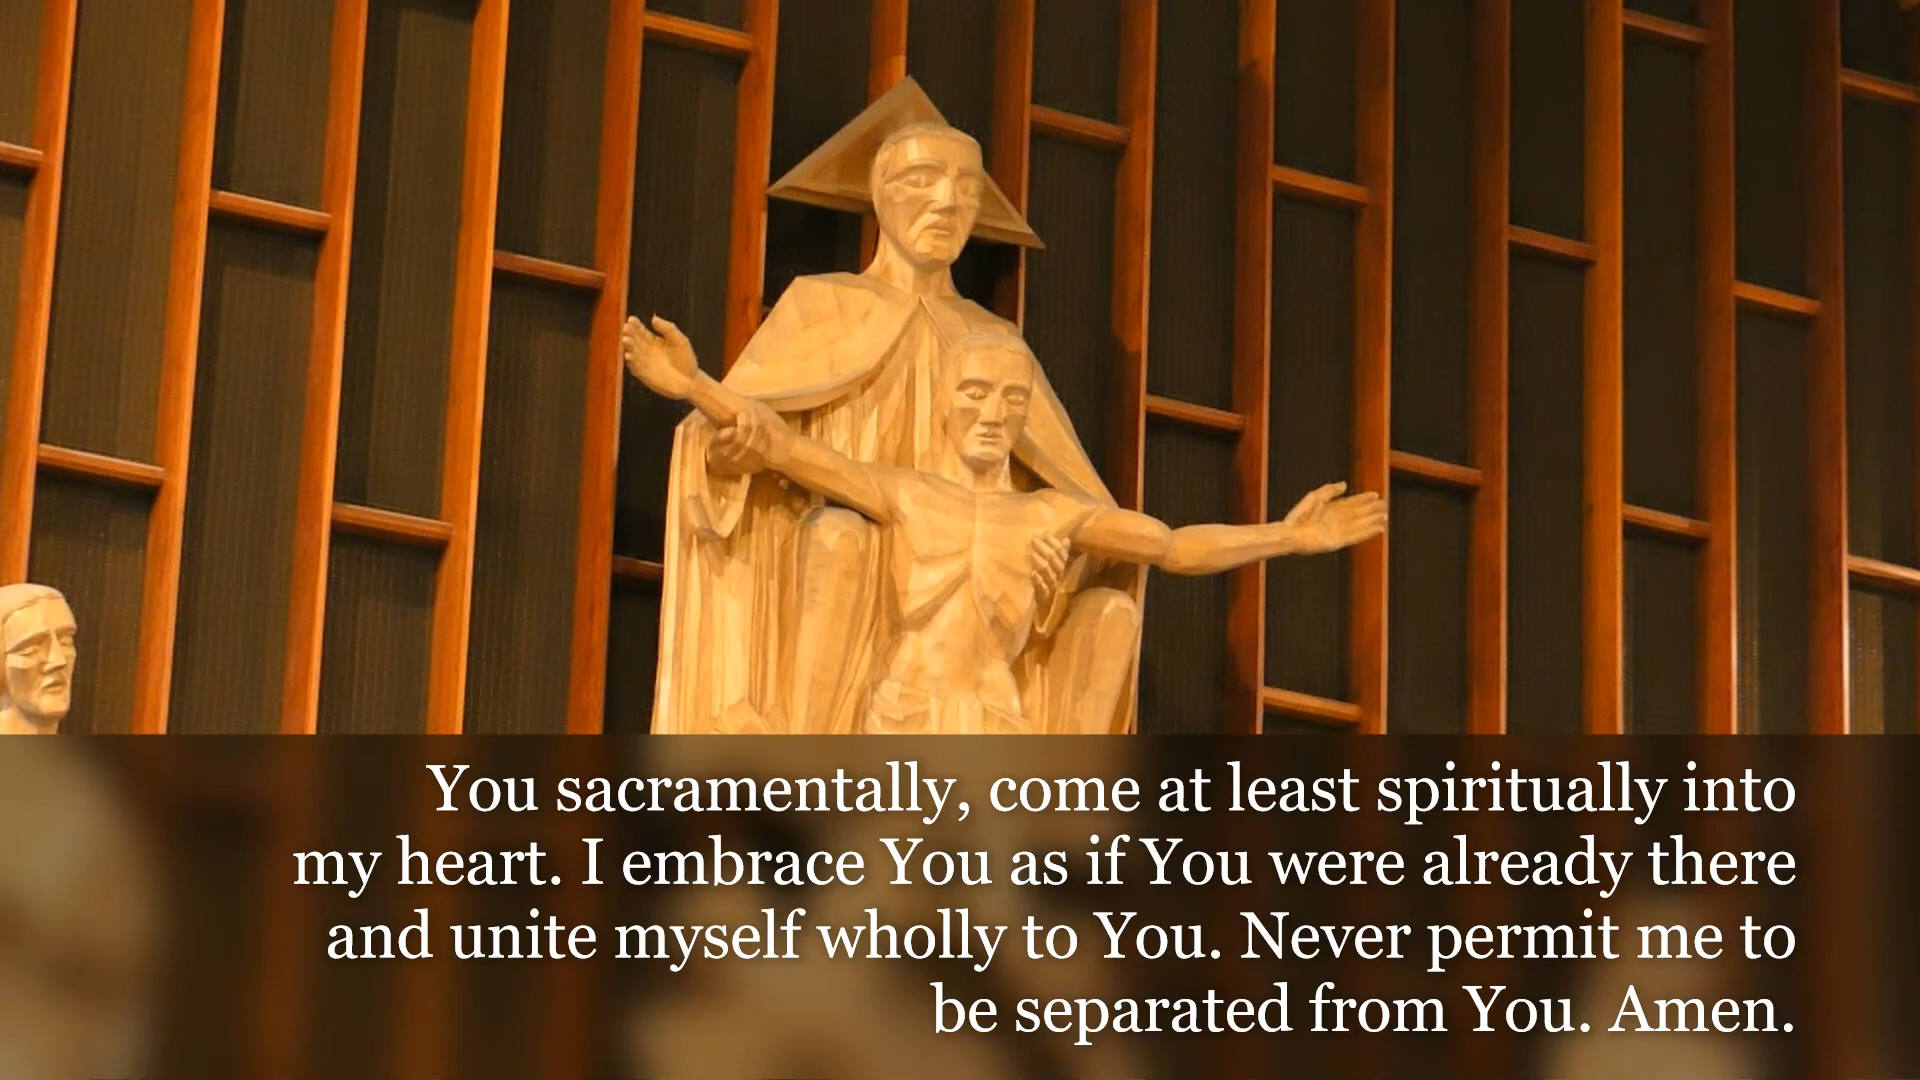 You sacramentally, come at least spiritually into
my heart. I embrace You as if You were already there
and unite myself wholly to You. Never permit me to
be separated from You. Amen.